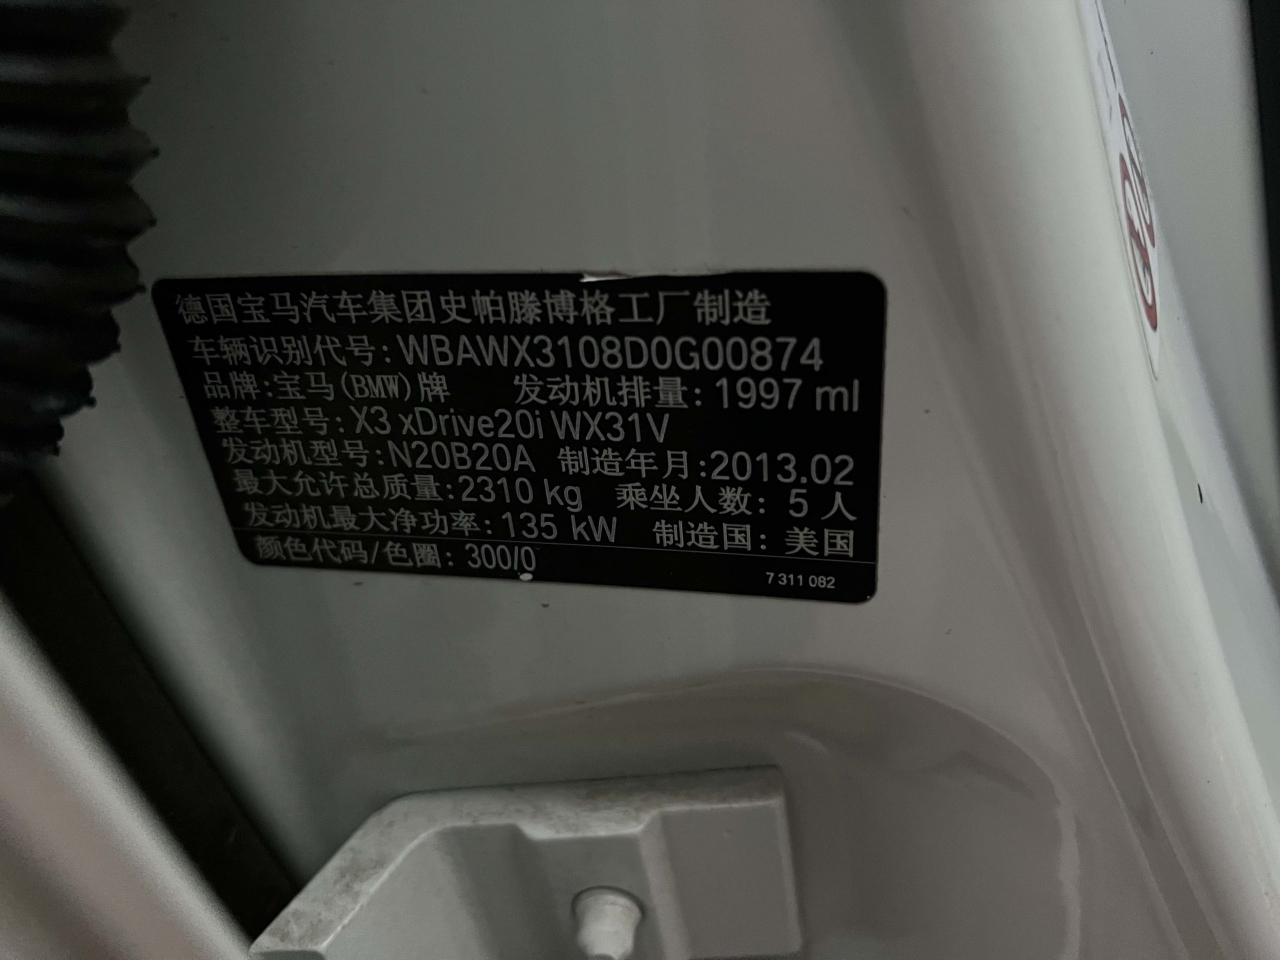 德国宝马汽车集团史帕滕博格工厂制造
车辆识别代号: WBAWX3108D0G00874
品牌: 宝马(BMW)牌 发动机排量: 1997 ml
整车型号: X3 xDrive20i WX31V
发动机型号: N20B20A 制造年月: 2013.02
最大允许总质量: 2310 kg 乘坐人数: 5 人
发动机最大净功率: 135 kW 制造国: 美国
颜色代码/色圈: 300/0
7 311 082